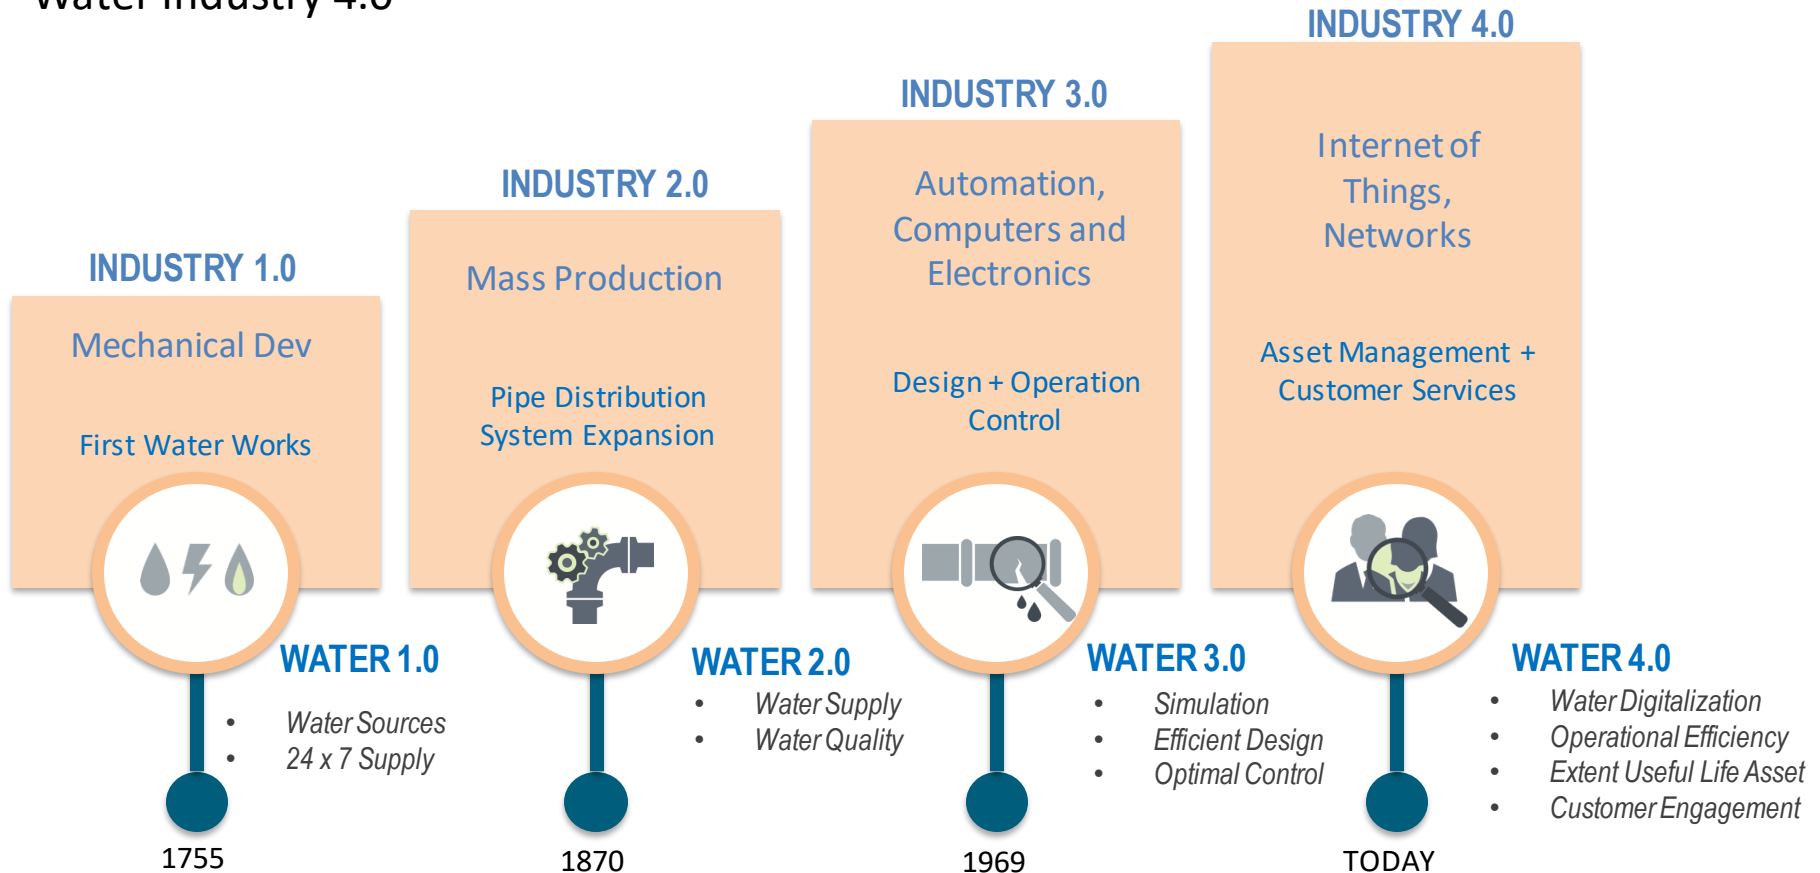 Water Industry 4.0
INDUSTRY 1.0
Mechanical Dev
First Water Works
WATER 1.0
• Water Sources
• 24 x 7 Supply
1755
INDUSTRY 2.0
Mass Production
Pipe Distribution
System Expansion
WATER 2.0
• Water Supply
• Water Quality
1870
INDUSTRY 3.0
Automation,
Computers and
Electronics
Design + Operation
Control
WATER 3.0
• Simulation
• Efficient Design
• Optimal Control
1969
INDUSTRY 4.0
Internet of
Things,
Networks
Asset Management +
Customer Services
WATER 4.0
• Water Digitalization
• Operational Efficiency
• Extent Useful Life Asset
• Customer Engagement
TODAY